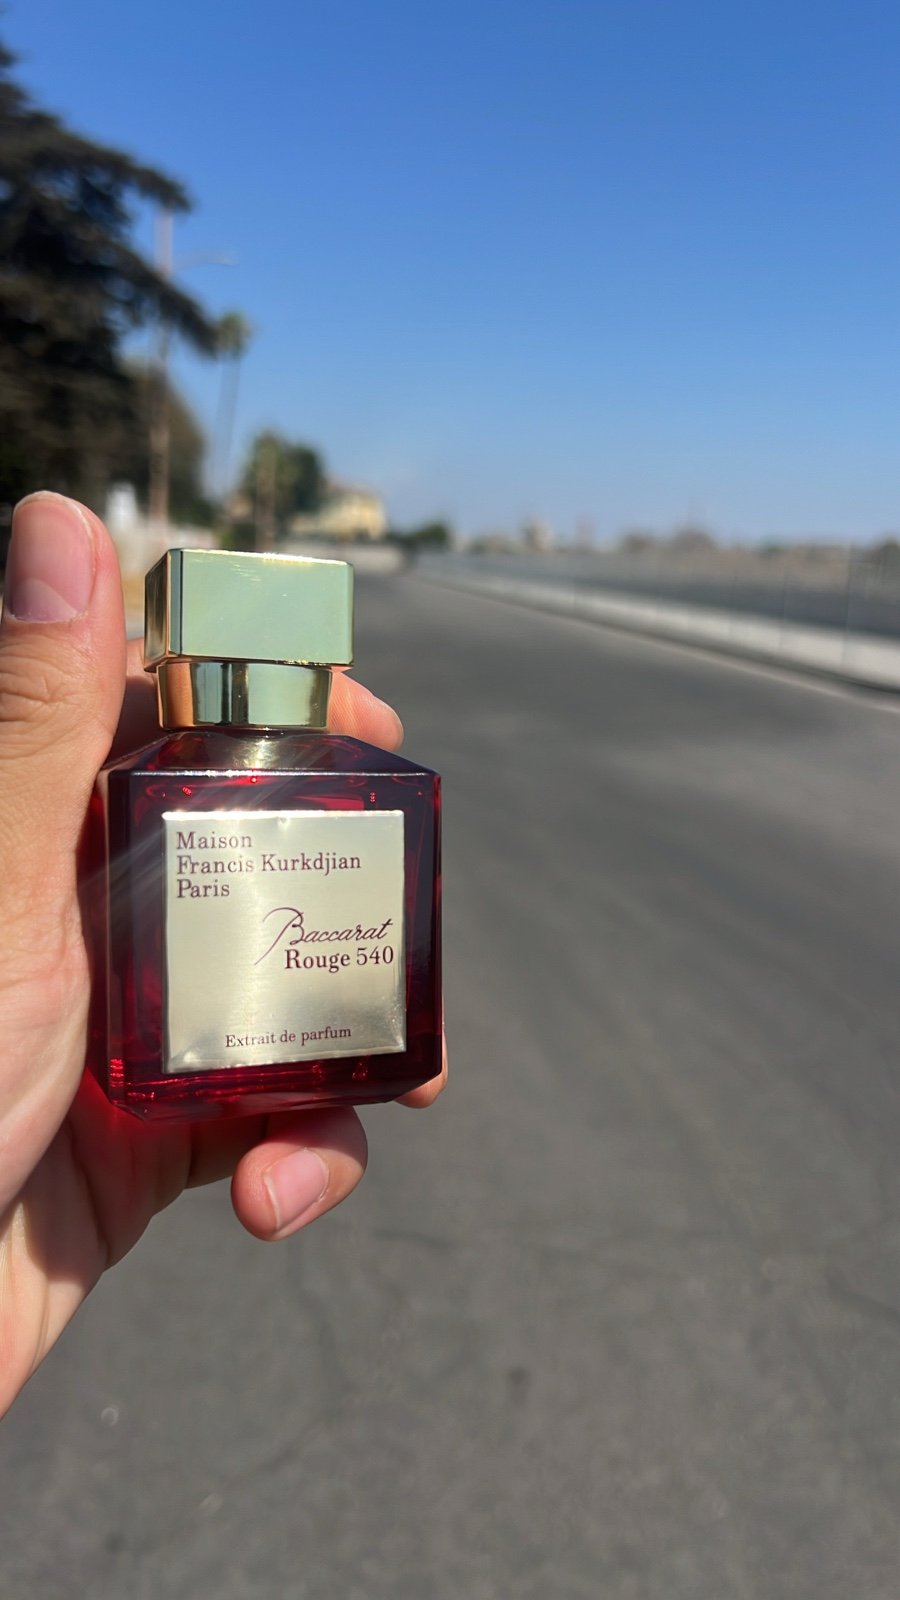 Maison
Francis Kurkdjian
Paris
Baccarat
Rouge 540
Extrait de parfum